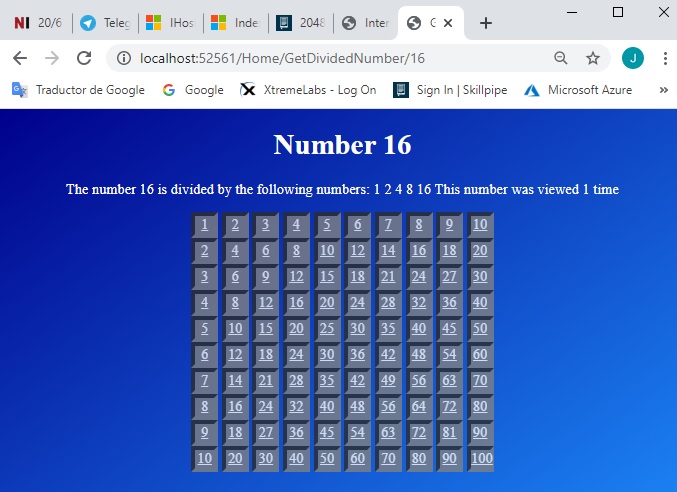 20/6 Teleg IHos Inde 2048 Inter G
localhost:52561/Home/GetDividedNumber/16 J
Traductor de Google Google XtremeLabs - Log On Sign In | Skillpipe Microsoft Azure »
Number 16
The number 16 is divided by the following numbers: 1 2 4 8 16 This number was viewed 1 time
1 2 3 4 5 6 7 8 9 10
2 4 6 8 10 12 14 16 18 20
3 6 9 12 15 18 21 24 27 30
4 8 12 16 20 24 28 32 36 40
5 10 15 20 25 30 35 40 45 50
6 12 18 24 30 36 42 48 54 60
7 14 21 28 35 42 49 56 63 70
8 16 24 32 40 48 56 64 72 80
9 18 27 36 45 54 63 72 81 90
10 20 30 40 50 60 70 80 90 100